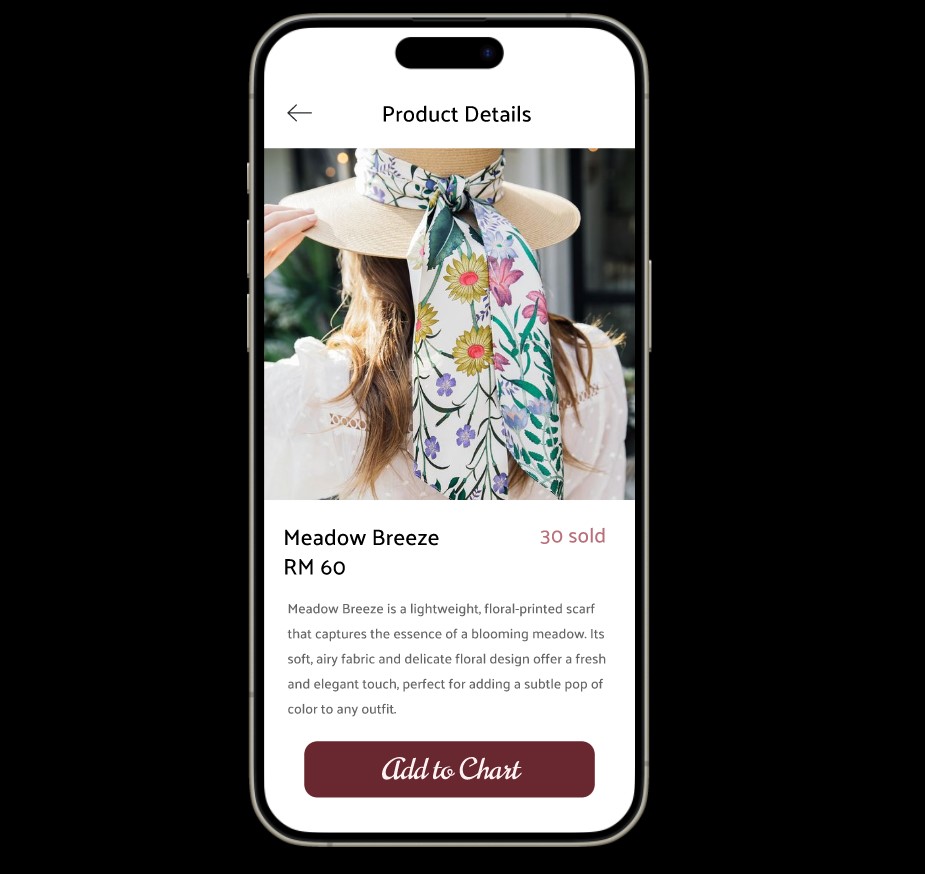 Product Details
Meadow Breeze
30 sold
RM 60
Meadow Breeze is a lightweight, floral-printed scarf
that captures the essence of a blooming meadow. Its
soft, airy fabric and delicate floral design offer a fresh
and elegant touch, perfect for adding a subtle pop of
color to any outfit.
Add to Chart